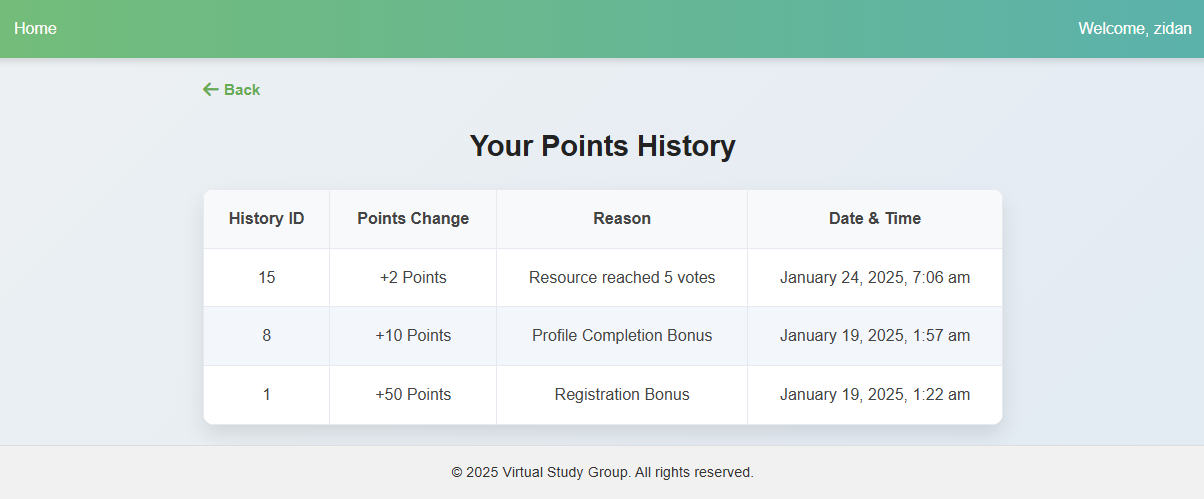 Home Welcome, zidan
Back
Your Points History
History ID Points Change Reason Date & Time
15 +2 Points Resource reached 5 votes January 24, 2025, 7:06 am
8 +10 Points Profile Completion Bonus January 19, 2025, 1:57 am
1 +50 Points Registration Bonus January 19, 2025, 1:22 am
© 2025 Virtual Study Group. All rights reserved.